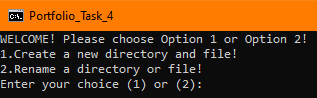 C:\. Portfolio_Task_4
WELCOME! Please choose Option 1 or Option 2!
1.Create a new directory and file!
2.Rename a directory or file!
Enter your choice (1) or (2):